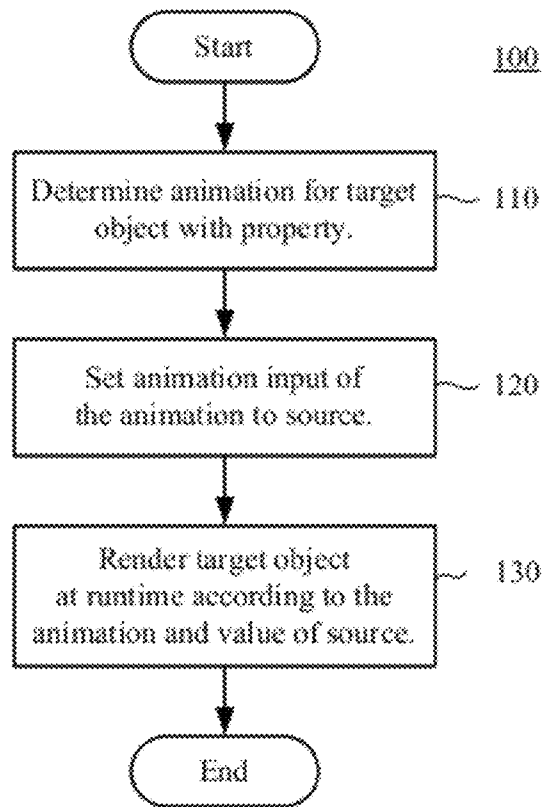 Start
100
Determine animation for target
object with property.
110
Set animation input of
the animation to source.
120
Render target object
at runtime according to the
animation and value of source.
130
End